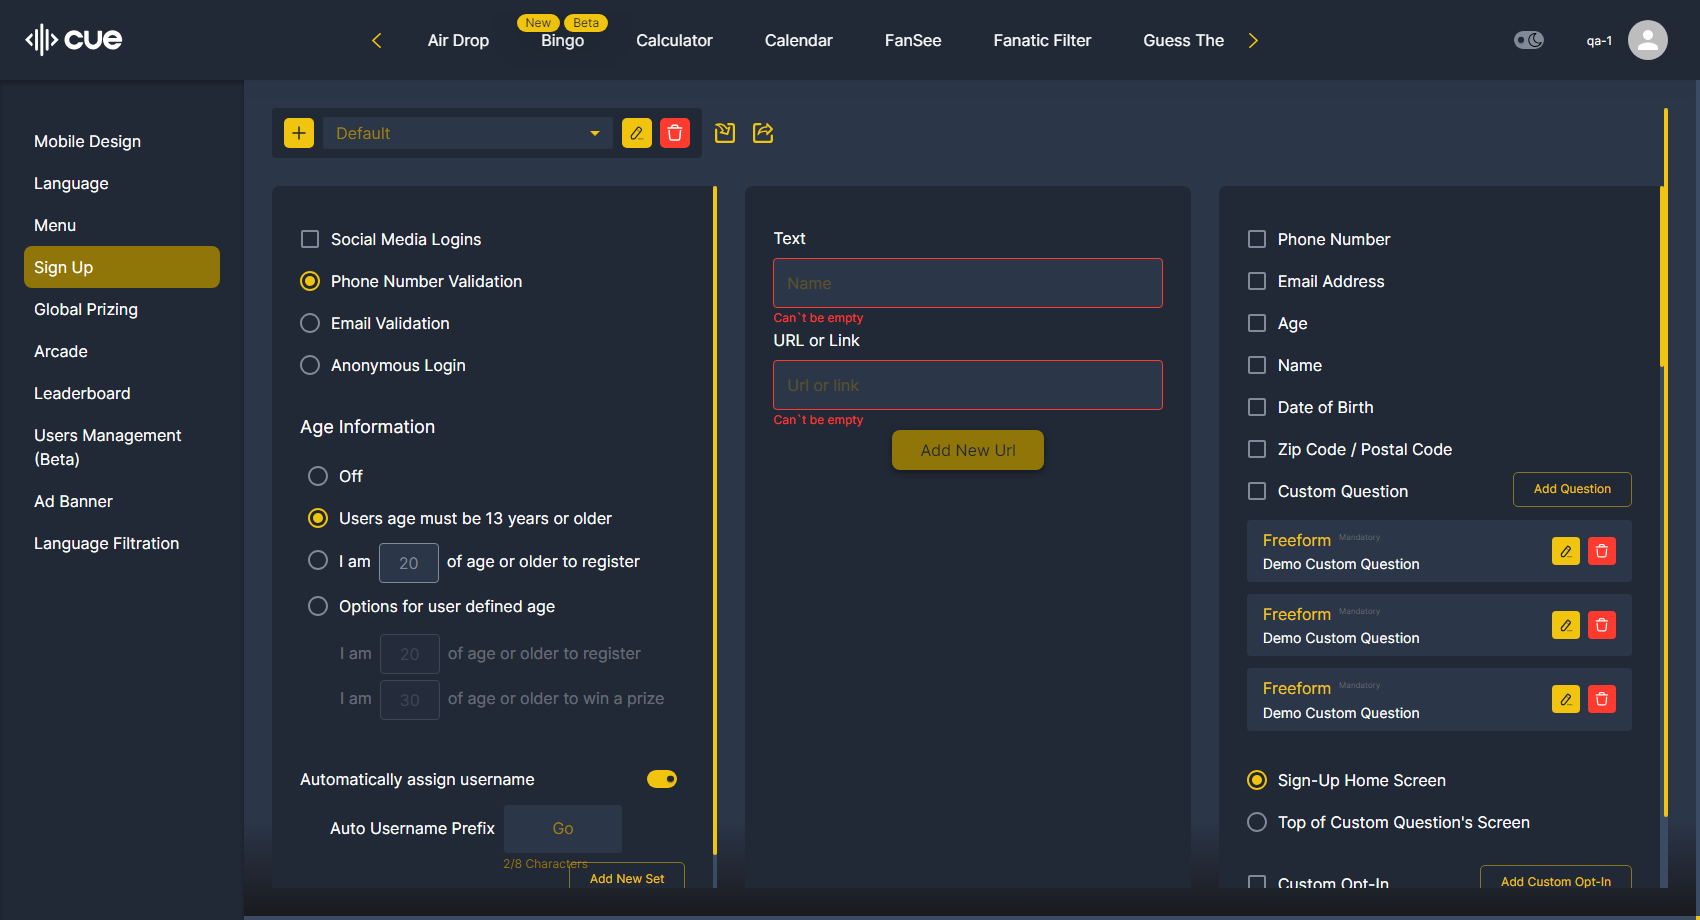 cue
Air Drop
New
Beta
Bingo
Calculator
Calendar
FanSee
Fanatic Filter
Guess The
qa-1
Mobile Design
Language
Menu
Sign Up
Global Prizing
Arcade
Leaderboard
Users Management
(Beta)
Ad Banner
Language Filtration
Default
Social Media Logins
Phone Number Validation
Email Validation
Anonymous Login
Age Information
Off
Users age must be 13 years or older
I am 20 of age or older to register
Options for user defined age
I am 20 of age or older to register
I am 30 of age or older to win a prize
Automatically assign username
Auto Username Prefix Go
2/8 Characters
Add New Set
Text
Name
Can`t be empty
URL or Link
Url or link
Can`t be empty
Add New Url
Phone Number
Email Address
Age
Name
Date of Birth
Zip Code / Postal Code
Custom Question
Add Question
Freeform Mandatory
Demo Custom Question
Freeform Mandatory
Demo Custom Question
Freeform Mandatory
Demo Custom Question
Sign-Up Home Screen
Top of Custom Question's Screen
Custom Opt-In
Add Custom Opt-In